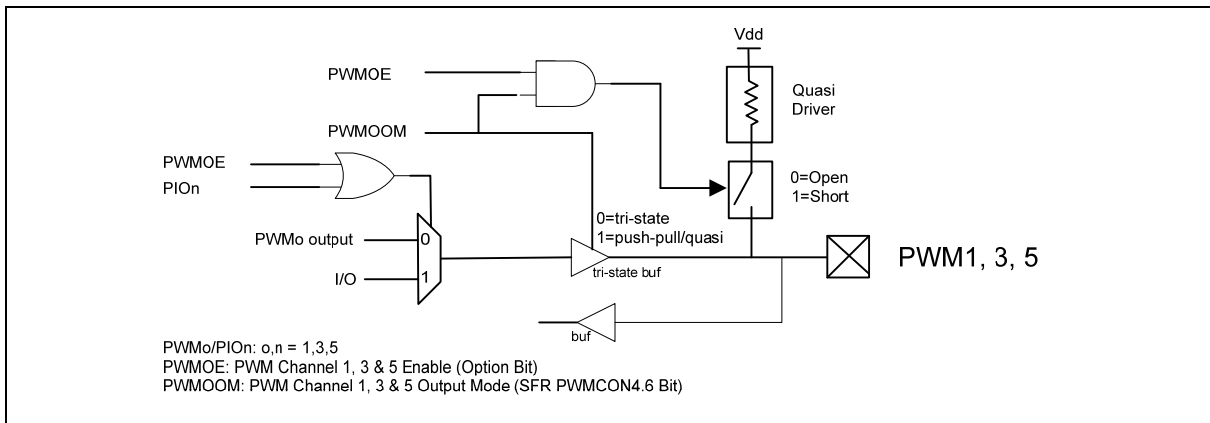 Vdd
PWMOE
Quasi
Driver
PWMOOM
PWMOE
PIOn
0=Open
1=Short
0=tri-state
1=push-pull/quasi
PWMo output
0
I/O
1
tri-state buf
PWM1, 3, 5
buf
PWMo/PIOn: o,n = 1,3,5
PWMOE: PWM Channel 1, 3 & 5 Enable (Option Bit)
PWMOOM: PWM Channel 1, 3 & 5 Output Mode (SFR PWMCON4.6 Bit)